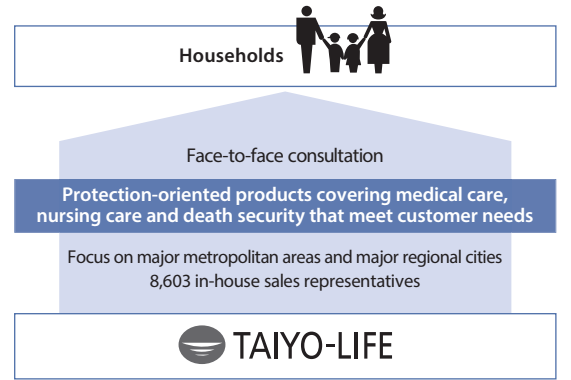 Households
Face-to-face consultation
Protection-oriented products covering medical care,
nursing care and death security that meet customer needs
Focus on major metropolitan areas and major regional cities
8,603 in-house sales representatives
TAIYO-LIFE